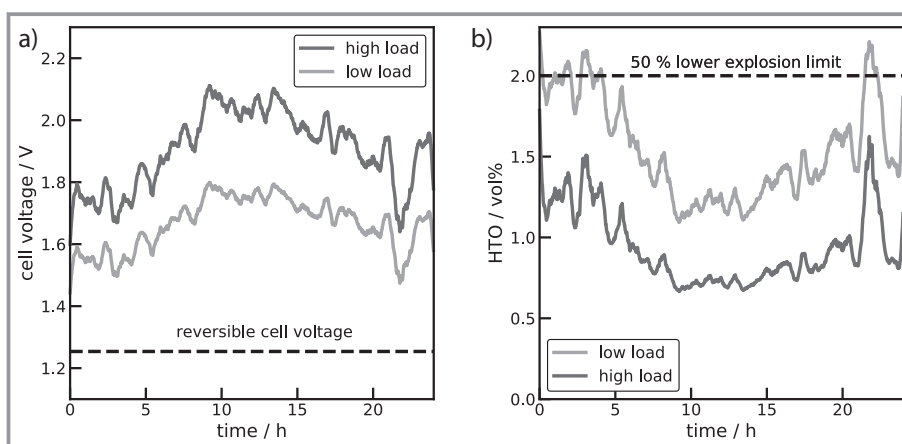 a)
high load
low load
2.2
2.0
1.8
1.6
1.4
1.2
cell voltage / V
reversible cell voltage
0
5
10
15
20
time / h
b)
50 % lower explosion limit
2.0
1.5
1.0
0.5
0.0
HTO / vol%
low load
high load
0
5
10
15
20
time / h